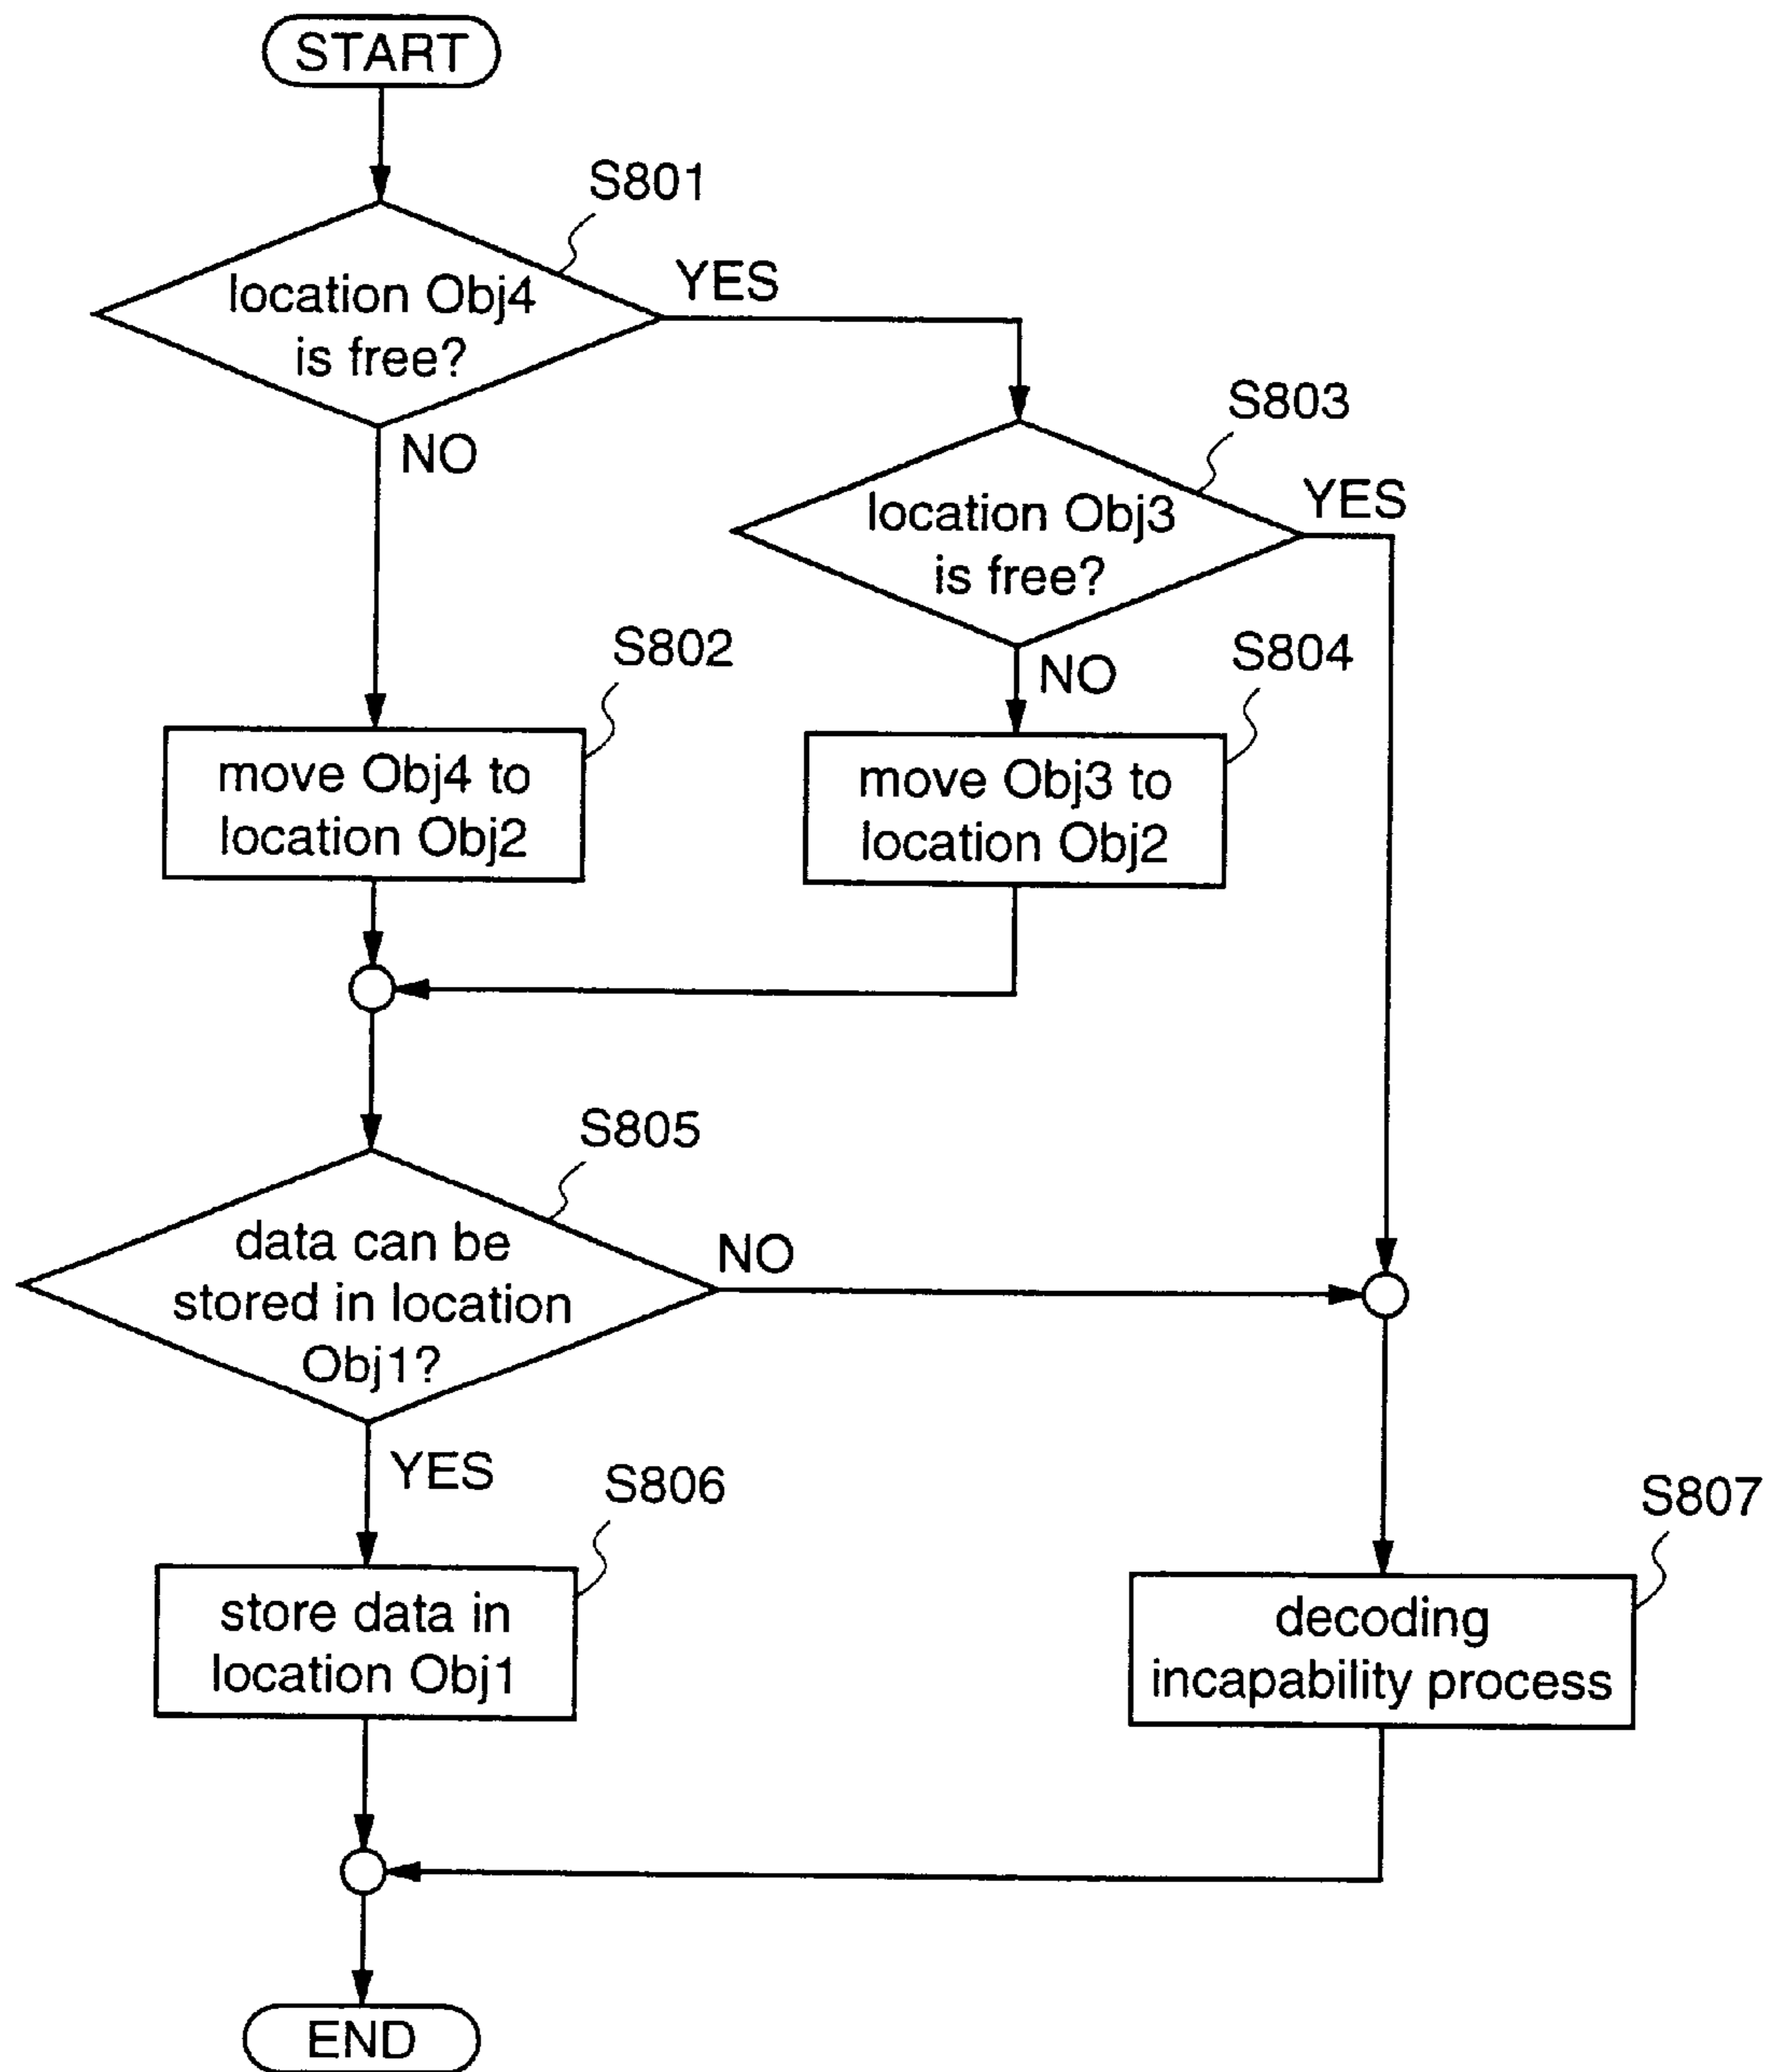 START
S801
location Obj4
is free?
YES
NO
S803
location Obj3
is free?
YES
NO
S802
move Obj4 to
location Obj2
S804
move Obj3 to
location Obj2
S805
data can be
stored in location
Obj1?
NO
YES
S806
store data in
location Obj1
S807
decoding
incapability process
END